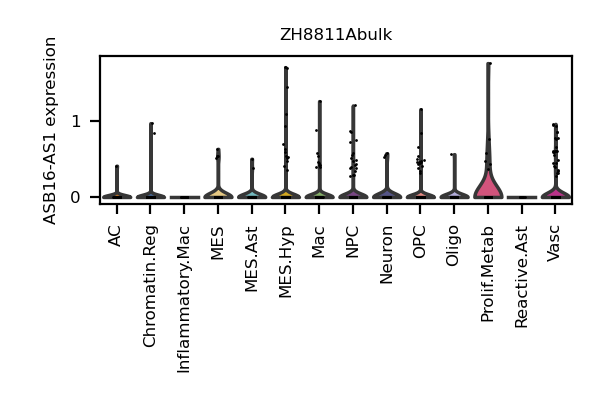 ZH8811Abulk
ASB16-AS1 expression
1
0
AC
Chromatin.Reg
Inflammatory.Mac
MES
MES.Ast
MES.Hyp
Mac
NPC
Neuron
OPC
Oligo
Prolif.Metab
Reactive.Ast
Vasc